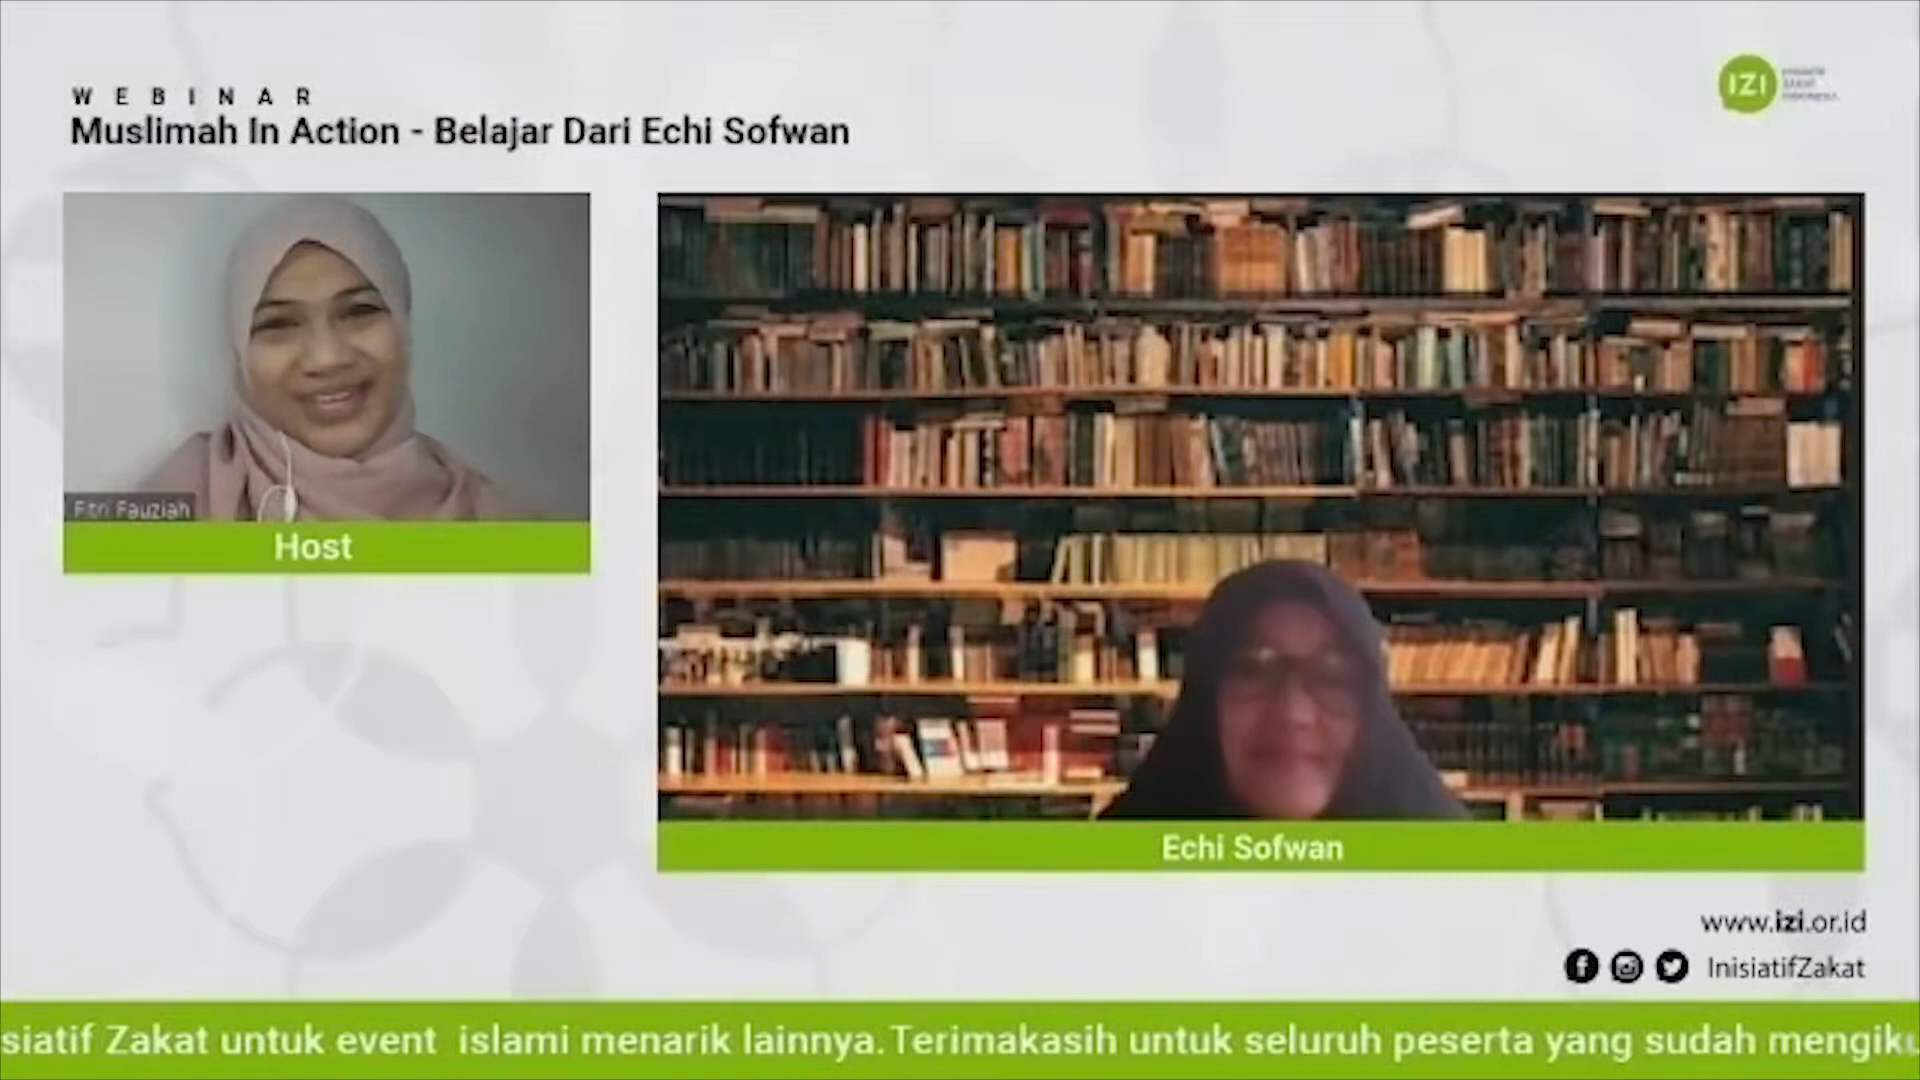 WEBINAR
Muslimah In Action - Belajar Dari Echi Sofwan
IZI
Fitri Fauziah
Host
Echi Sofwan
www.izi.or.id
InisiatifZakat
siatif Zakat untuk event islami menarik lainnya. Terimakasih untuk seluruh peserta yang sudah mengiku